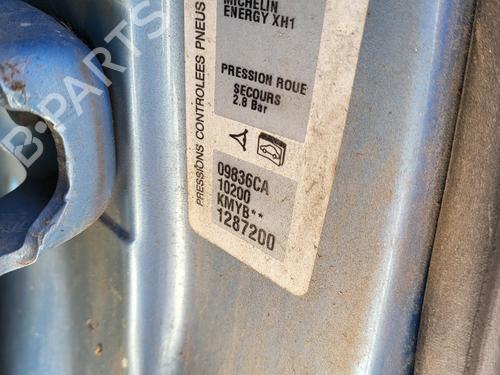 MICHELIN
ENERGY XH1
PRESSION ROUE
SECOURS
2.8 Bar
PRESSIONS CONTROLEES PNEUS
09836CA
10200
KMYB**
1287200
B-PARTS